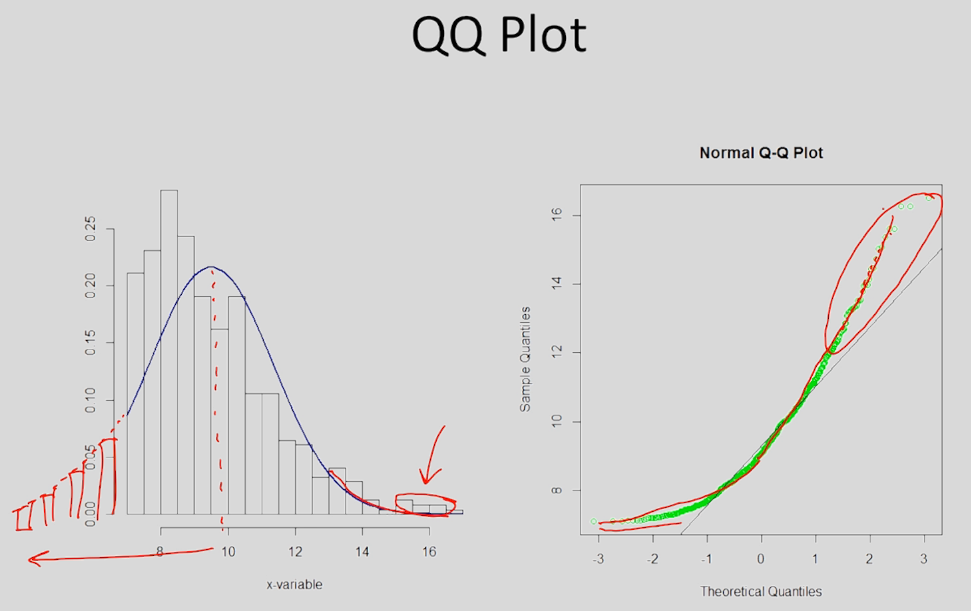 QQ Plot
Normal Q-Q Plot
0.00 0.05 0.10 0.15 0.20 0.25
8 10 12 14 16
x-variable
Sample Quantiles
8 10 12 14 16
-3 -2 -1 0 1 2 3
Theoretical Quantiles